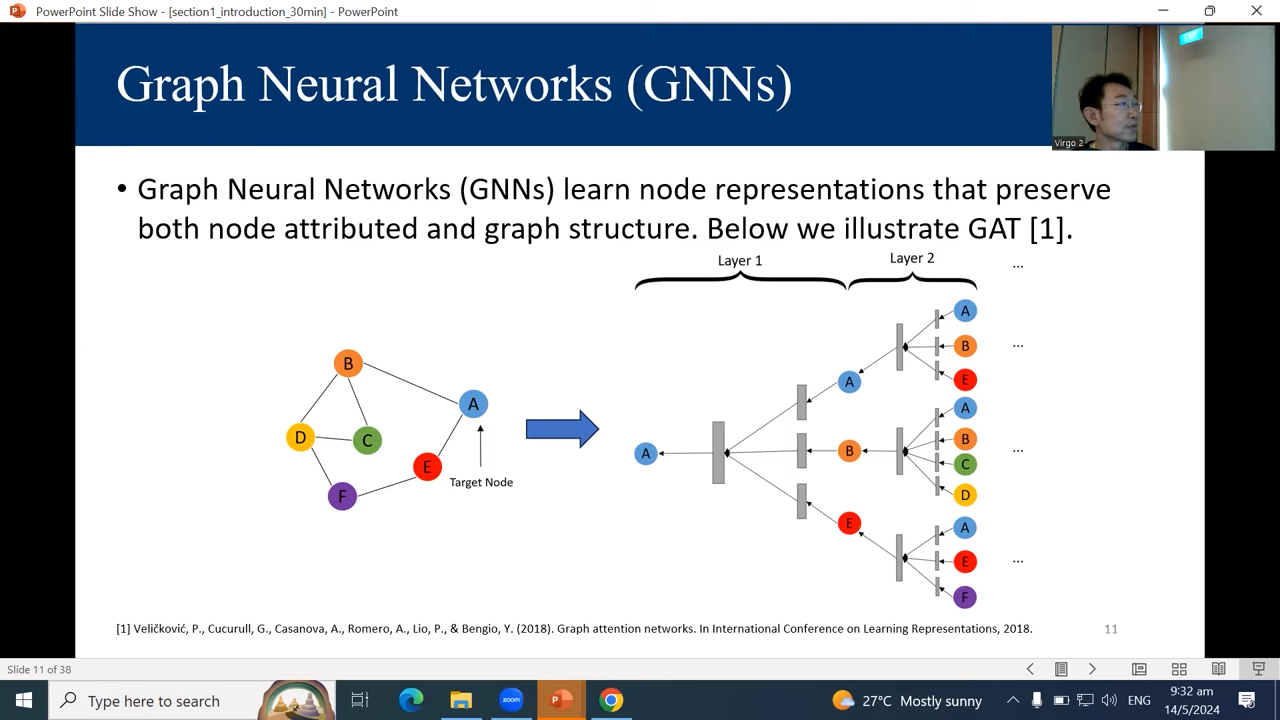 PowerPoint Slide Show - [section1_introduction_30min] - PowerPoint
Graph Neural Networks (GNNs)
Virgo 2
• Graph Neural Networks (GNNs) learn node representations that preserve
both node attributed and graph structure. Below we illustrate GAT [1].
Layer 1
Layer 2
...
B
A
D
C
E
F
Target Node
A
A
B
E
A
B
E
...
A
B
C
D
...
A
E
F
...
[1] Veličković, P., Cucurull, G., Casanova, A., Romero, A., Lio, P., & Bengio, Y. (2018). Graph attention networks. In International Conference on Learning Representations, 2018.
11
Slide 11 of 38
Type here to search
zoom
27°C Mostly sunny
ENG
9:32 am
14/5/2024